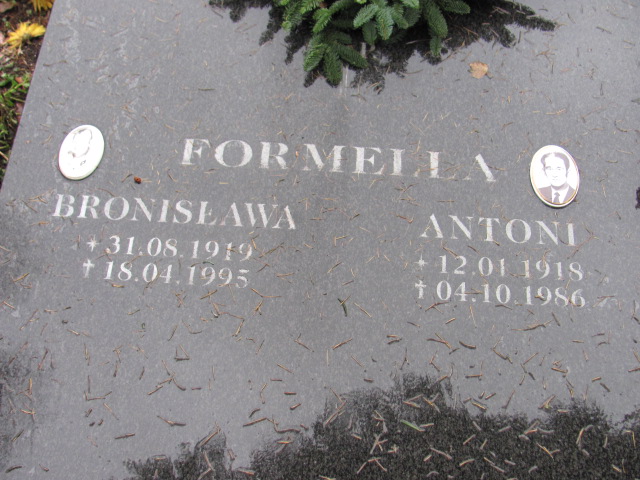 FORMELLA
BRONISŁAWA
* 31.08.1919
† 18.04.1995
ANTONI
* 12.01.1918
† 04.10.1986